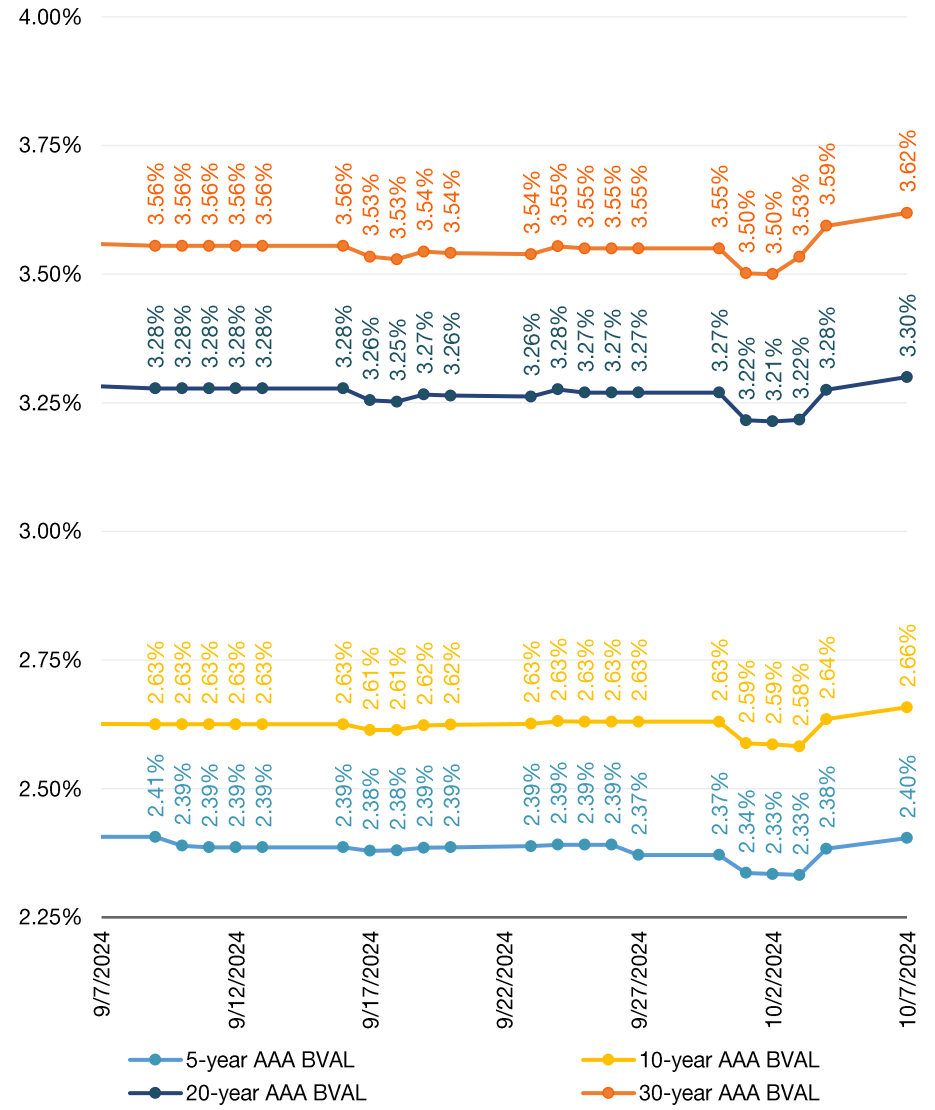 4.00%
3.75%
3.56% 3.56% 3.56% 3.56% 3.56% 3.56% 3.53% 3.53% 3.54% 3.54% 3.54% 3.55% 3.55% 3.55% 3.55% 3.55% 3.50% 3.50% 3.53% 3.59% 3.62%
3.50%
3.28% 3.28% 3.28% 3.28% 3.28% 3.28% 3.26% 3.25% 3.27% 3.26% 3.26% 3.28% 3.27% 3.27% 3.27% 3.27% 3.22% 3.21% 3.22% 3.28% 3.30%
3.25%
3.00%
2.75%
2.63% 2.63% 2.63% 2.63% 2.63% 2.63% 2.61% 2.61% 2.62% 2.62% 2.63% 2.63% 2.63% 2.63% 2.63% 2.63% 2.59% 2.59% 2.58% 2.64% 2.66%
2.50%
2.41% 2.39% 2.39% 2.39% 2.39% 2.39% 2.38% 2.38% 2.39% 2.39% 2.39% 2.39% 2.39% 2.39% 2.37% 2.37% 2.34% 2.33% 2.33% 2.38% 2.40%
2.25%
9/7/2024 9/12/2024 9/17/2024 9/22/2024 9/27/2024 10/2/2024 10/7/2024
5-year AAA BVAL 10-year AAA BVAL
20-year AAA BVAL 30-year AAA BVAL